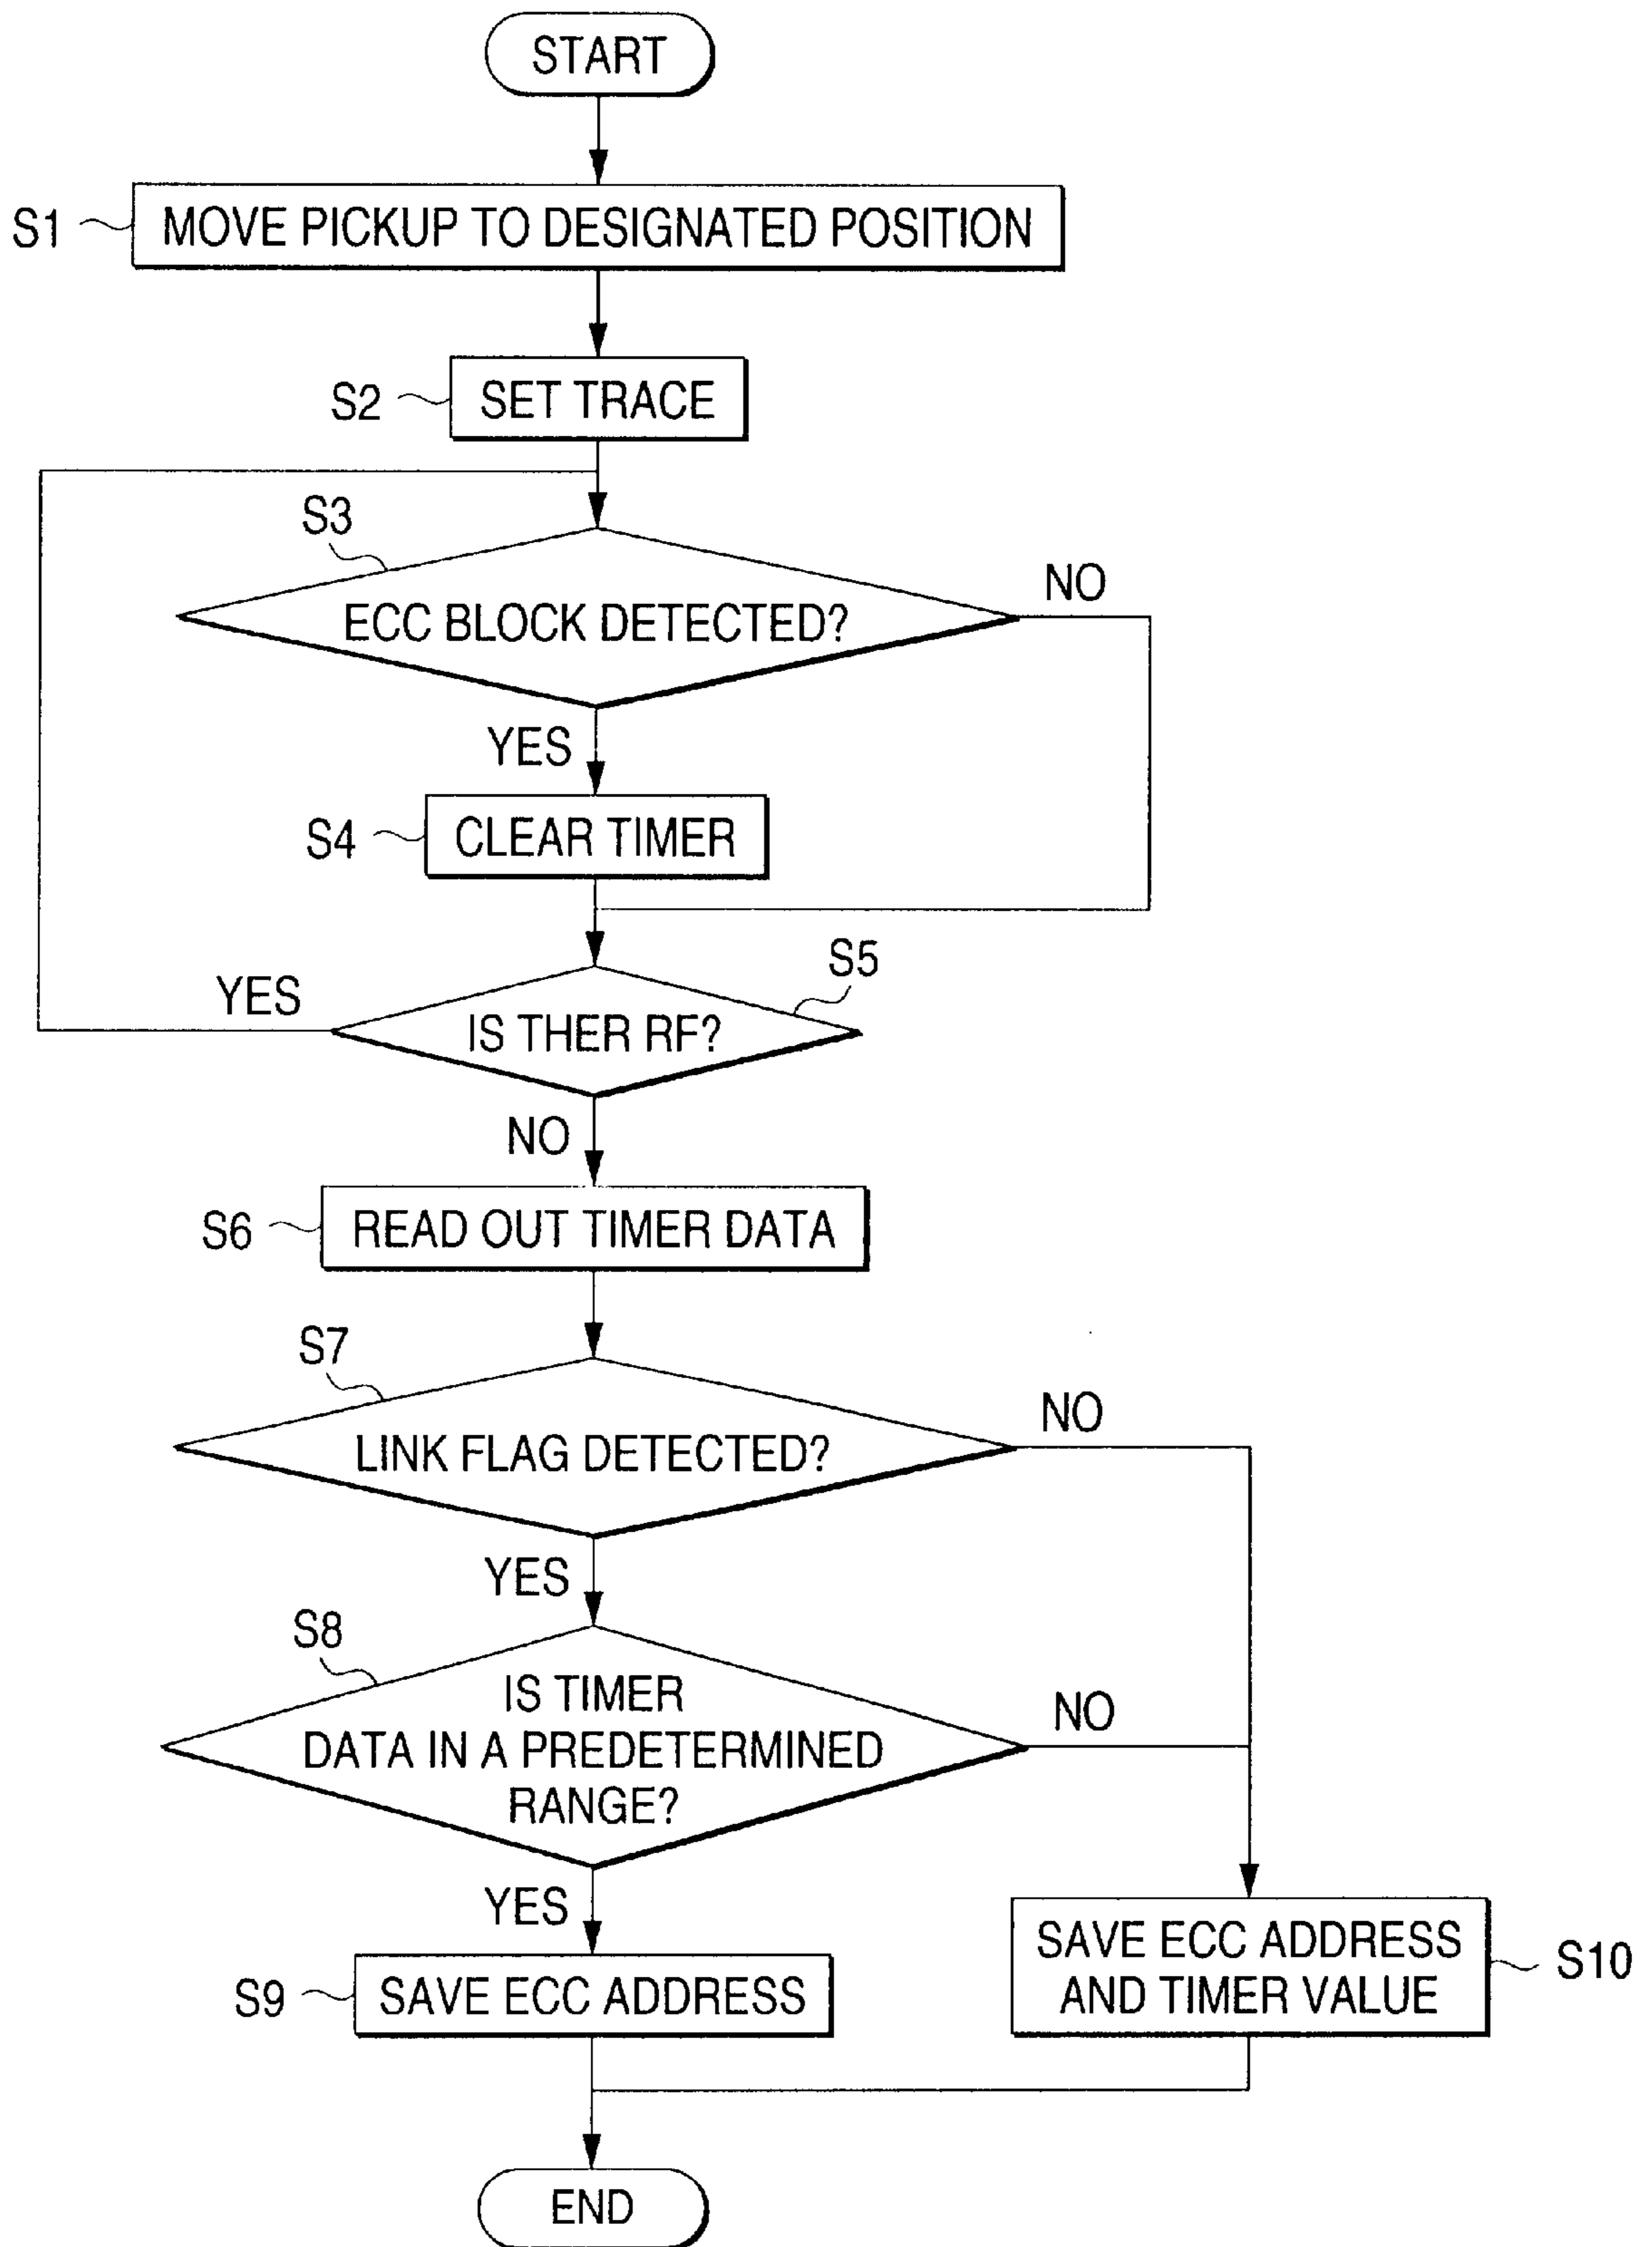 START
S1
MOVE PICKUP TO DESIGNATED POSITION
S2
SET TRACE
S3
ECC BLOCK DETECTED?
NO
YES
S4
CLEAR TIMER
S5
YES
IS THER RF?
NO
S6
READ OUT TIMER DATA
S7
LINK FLAG DETECTED?
NO
YES
S8
IS TIMER
DATA IN A PREDETERMINED
RANGE?
NO
YES
S9
SAVE ECC ADDRESS
SAVE ECC ADDRESS
AND TIMER VALUE
S10
END